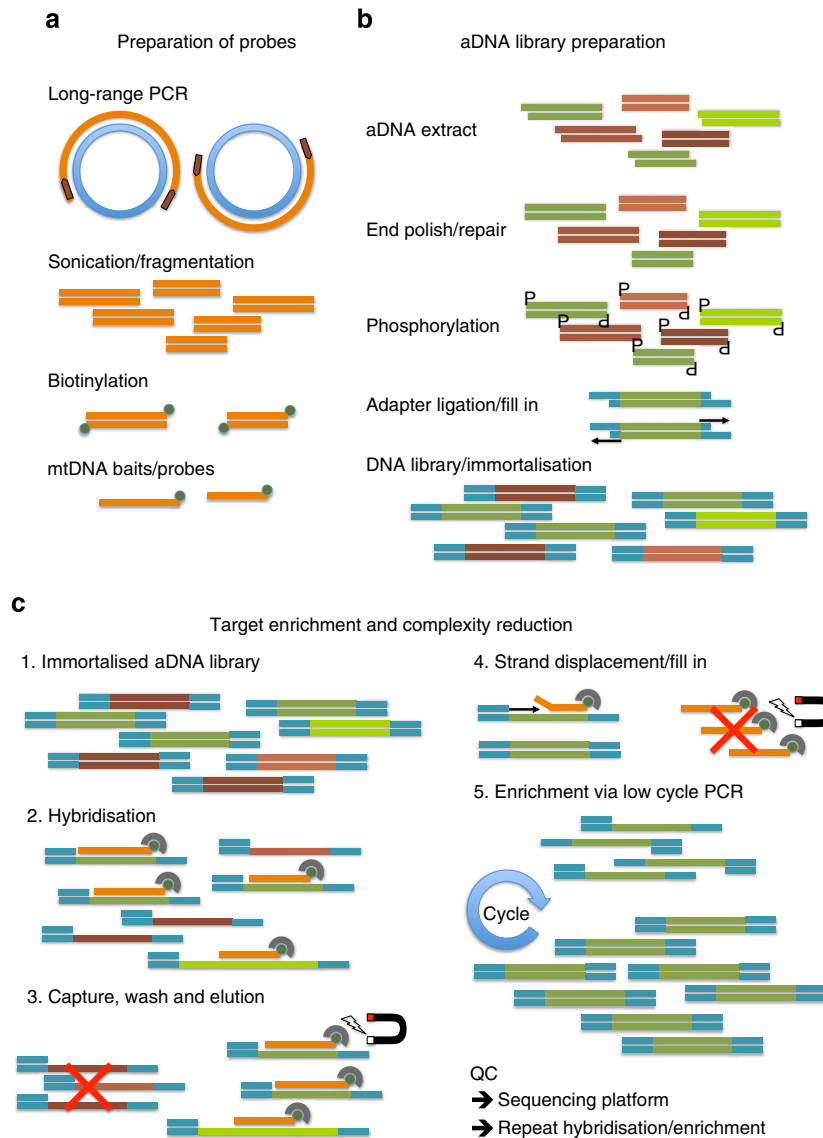 a
Preparation of probes
Long-range PCR
Sonication/fragmentation
Biotinylation
mtDNA baits/probes
b
aDNA library preparation
aDNA extract
End polish/repair
Phosphorylation
P
P
P
P
P
P
P
P
Adapter ligation/fill in
DNA library/immortalisation
c
Target enrichment and complexity reduction
1. Immortalised aDNA library
2. Hybridisation
3. Capture, wash and elution
4. Strand displacement/fill in
5. Enrichment via low cycle PCR
Cycle
QC
Sequencing platform
Repeat hybridisation/enrichment